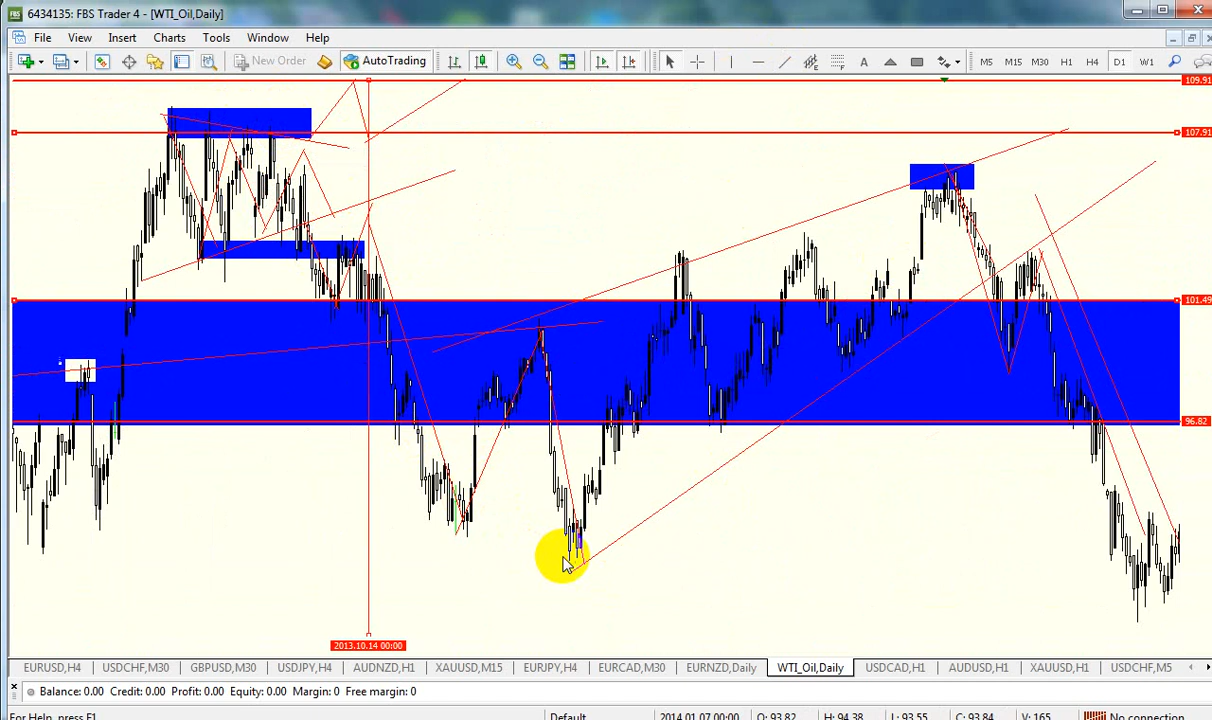 6434135: FBS Trader 4 - [WTI_Oil,Daily]
File View Insert Charts Tools Window Help
New Order AutoTrading M5 M15 M30 H1 H4 D1 W1
109.91
107.91
101.49
96.82
2013.10.14 00:00
EURUSD,H4 USDCHF,M30 GBPUSD,M30 USDJPY,H4 AUDNZD,H1 XAUUSD,M15 EURJPY,H4 EURCAD,M30 EURNZD,Daily WTI_Oil,Daily USDCAD,H1 AUDUSD,H1 XAUUSD,H1 USDCHF,M5
Balance: 0.00 Credit: 0.00 Profit: 0.00 Equity: 0.00 Margin: 0 Free margin: 0
For Help, press F1 Default 2014.01.07 00:00 O: 93.82 H: 94.38 L: 93.55 C: 93.84 V: 165 No connection